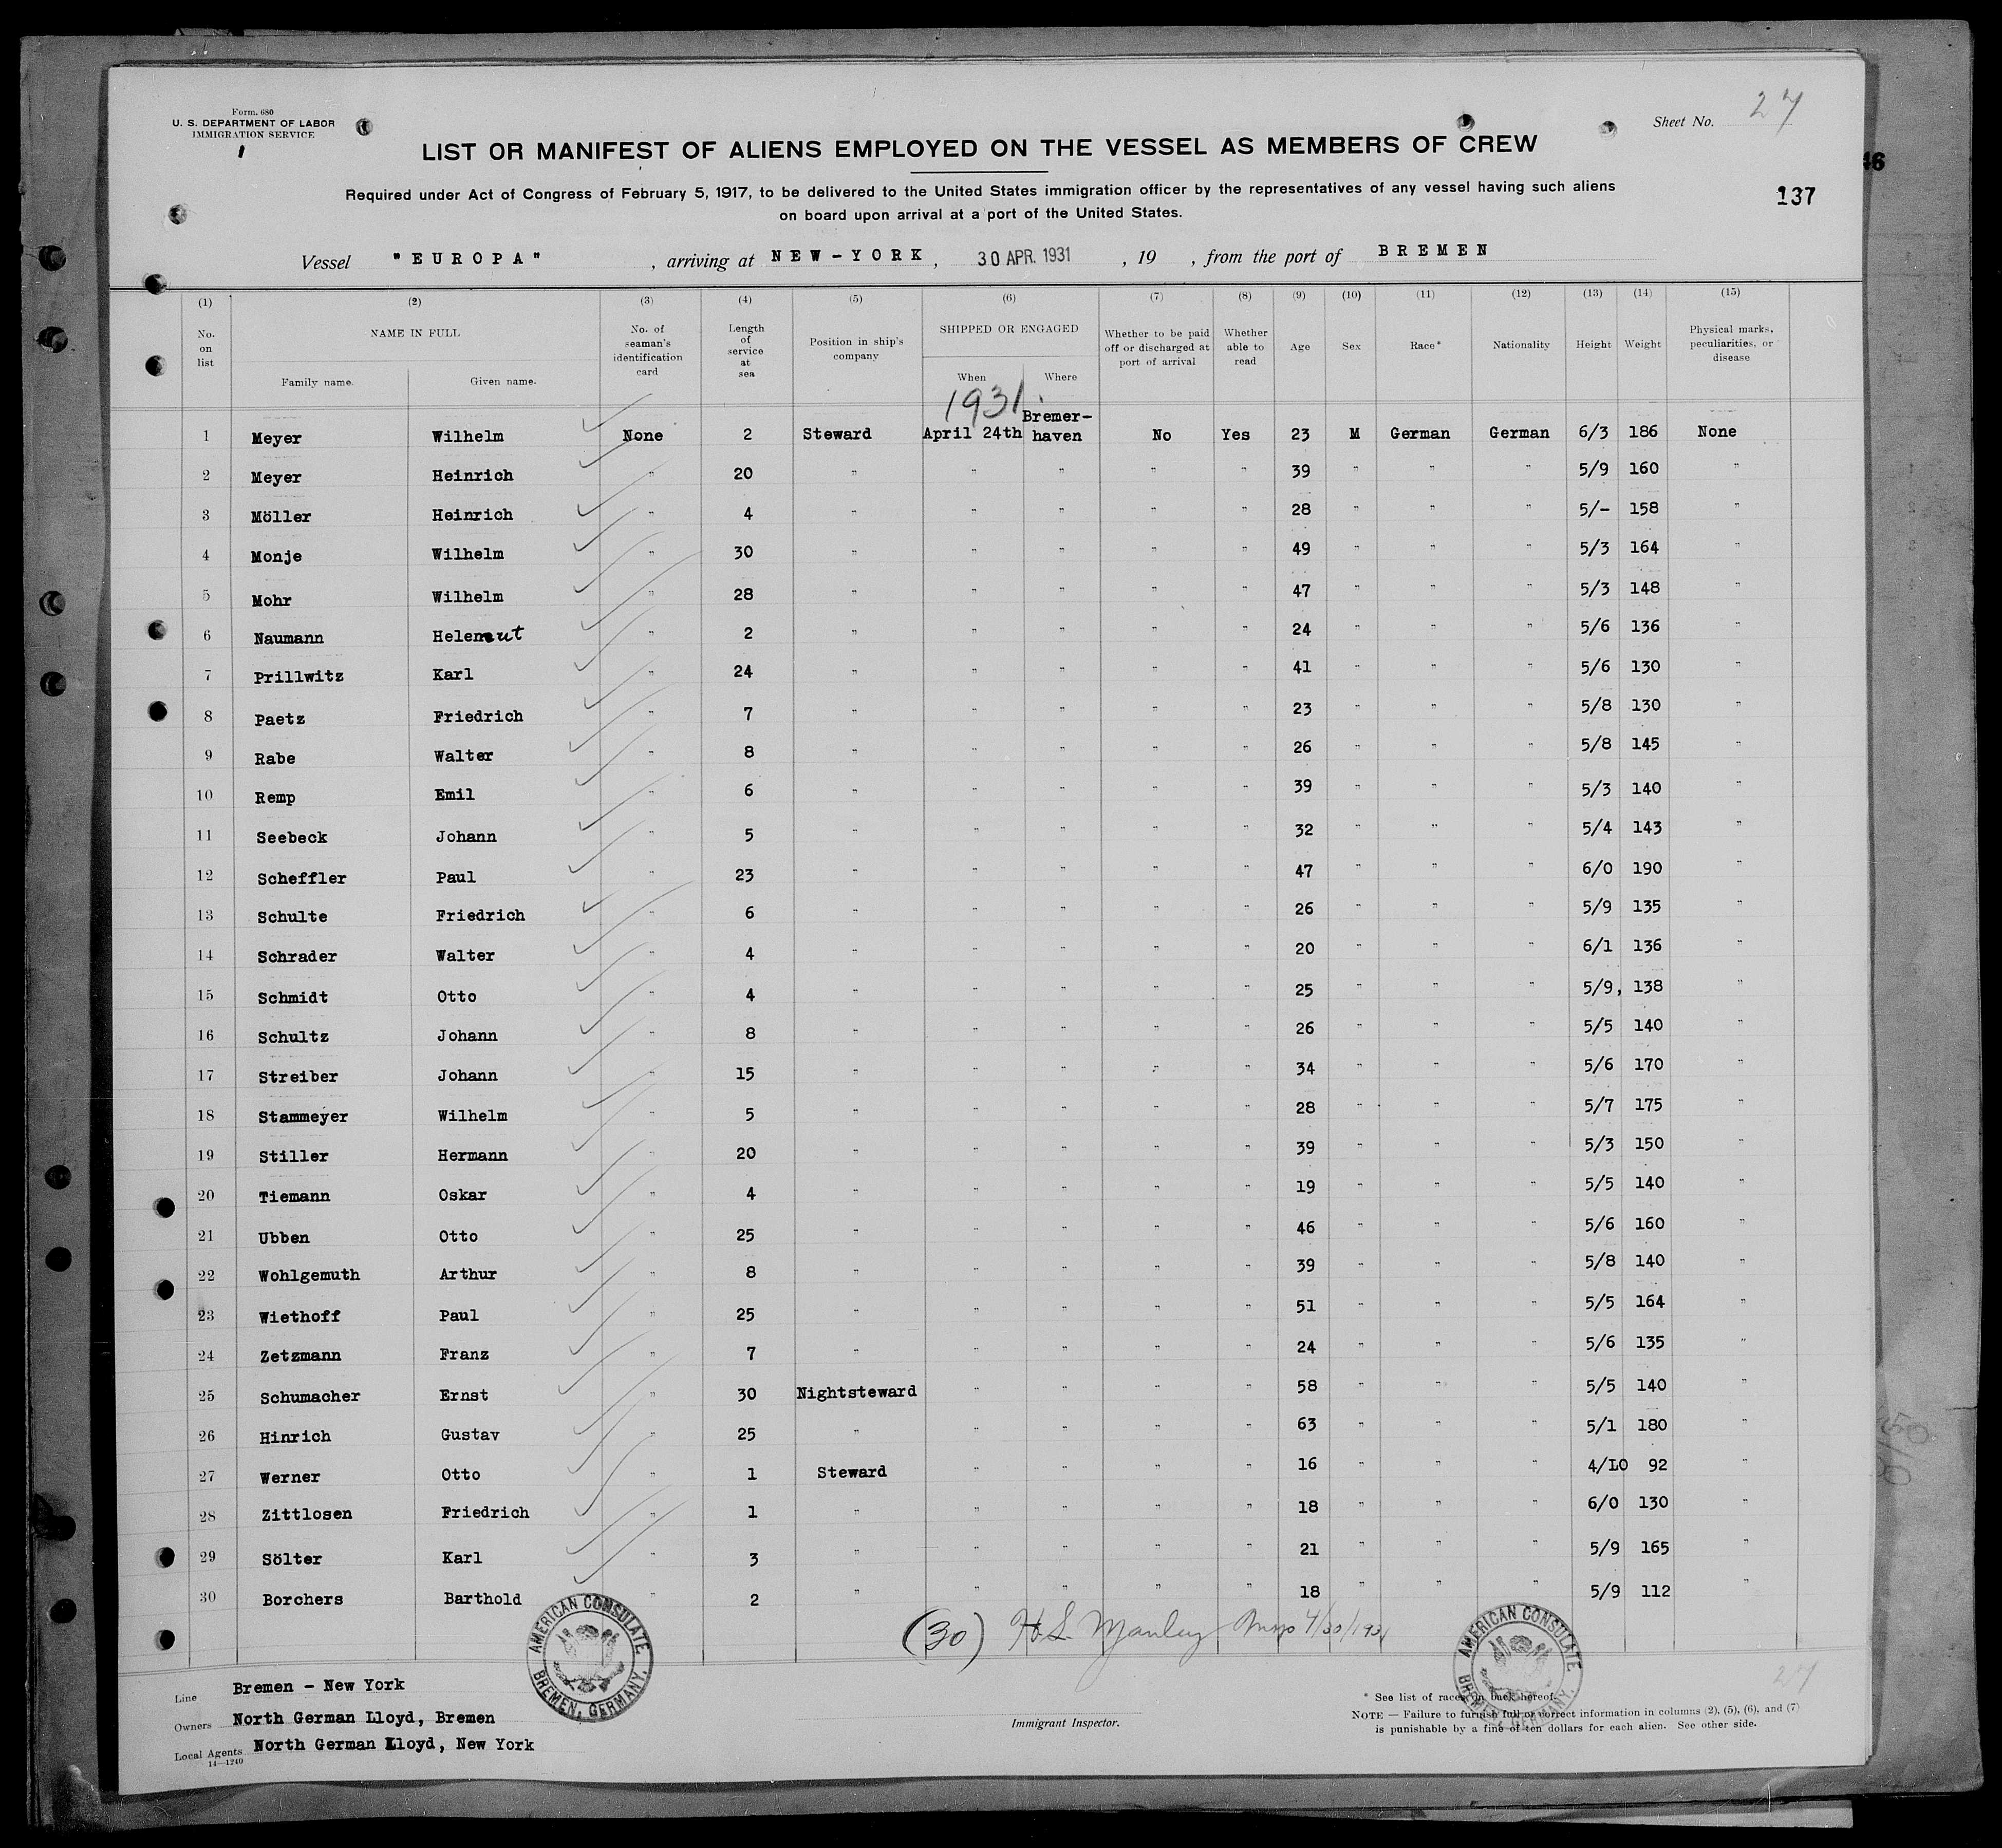 Form. 680
U. S. DEPARTMENT OF LABOR
IMMIGRATION SERVICE
Sheet No. 27
LIST OR MANIFEST OF ALIENS EMPLOYED ON THE VESSEL AS MEMBERS OF CREW
46
Required under Act of Congress of February 5, 1917, to be delivered to the United States immigration officer by the representatives of any vessel having such aliens
on board upon arrival at a port of the United States.
137
Vessel "EUROPA" , arriving at NEW-YORK, 30 APR. 1931 , 19 , from the port of BREMEN
(1) (2) (3) (4) (5) (6) (7) (8) (9) (10) (11) (12) (13) (14) (15)
No. on list NAME IN FULL Family name. Given name. No. of seaman's identification card Length of service at sea Position in ship's company SHIPPED OR ENGAGED When Where Whether to be paid off or discharged at port of arrival Whether able to read Age Sex Race* Nationality Height Weight Physical marks, peculiarities, or disease
1931
1 Meyer Wilhelm None 2 Steward April 24th Bremer-haven No Yes 23 M German German 6/3 186 None
2 Meyer Heinrich " 20 " " " " " 39 " " " 5/9 160 "
3 Möller Heinrich " 4 " " " " " 28 " " " 5/- 158 "
4 Monje Wilhelm " 30 " " " " " 49 " " " 5/3 164 "
5 Mohr Wilhelm " 28 " " " " " 47 " " " 5/3 148 "
6 Naumann " 2 " " " " " 24 " " " 5/6 136 "
7 Prillwitz Karl " 24 " " " " " 41 " " " 5/6 130 "
8 Paetz Friedrich " 7 " " " " " 23 " " " 5/8 130 "
9 Rabe Walter " 8 " " " " " 26 " " " 5/8 145 "
10 Remp Emil " 6 " " " " " 39 " " " 5/3 140 "
11 Seebeck Johann " 5 " " " " " 32 " " " 5/4 143 "
12 Scheffler Paul " 23 " " " " " 47 " " " 6/0 190 "
13 Schulte Friedrich " 6 " " " " " 26 " " " 5/9 135 "
14 Schrader Walter " 4 " " " " " 20 " " " 6/1 136 "
15 Schmidt Otto " 4 " " " " " 25 " " " 5/9, 138 "
16 Schultz Johann " 8 " " " " " 26 " " " 5/5 140 "
17 Streiber Johann " 15 " " " " " 34 " " " 5/6 170 "
18 Stammeyer Wilhelm " 5 " " " " " 28 " " " 5/7 175 "
19 Stiller Hermann " 20 " " " " " 39 " " " 5/3 150 "
20 Tiemann Oskar " 4 " " " " " 19 " " " 5/5 140 "
21 Ubben Otto " 25 " " " " " 46 " " " 5/6 160 "
22 Wohlgemuth Arthur " 8 " " " " " 39 " " " 5/8 140 "
23 Wiethoff Paul " 25 " " " " " 51 " " " 5/5 164 "
24 Zetzmann Franz " 7 " " " " " 24 " " " 5/6 135 "
25 Schumacher Ernst " 30 Nightsteward " " " " 58 " " " 5/5 140 "
26 Hinrich Gustav " 25 " " " " " 63 " " " 5/1 180 "
27 Werner Otto " 1 Steward " " " " 16 " " " 4/LO 92 "
28 Zittlosen Friedrich " 1 " " " " " 18 " " " 6/0 130 "
29 Sölter Karl " 3 " " " " " 21 " " " 5/9 165 "
30 Borchers Barthold " 2 " " " " " 18 " " " 5/9 112 "
(30) H.S. Manley 4/30/1931
AMERICAN CONSULATE
BREMEN, GERMANY.
AMERICAN CONSULATE
BREMEN, GERMANY.
Line Bremen - New York
Owners North German Lloyd, Bremen
Local Agents North German Lloyd, New York
14—1240
Immigrant Inspector.
27
* See list of races on back hereof.
NOTE — Failure to furnish full or correct information in columns (2), (5), (6), and (7)
is punishable by a fine of ten dollars for each alien. See other side.